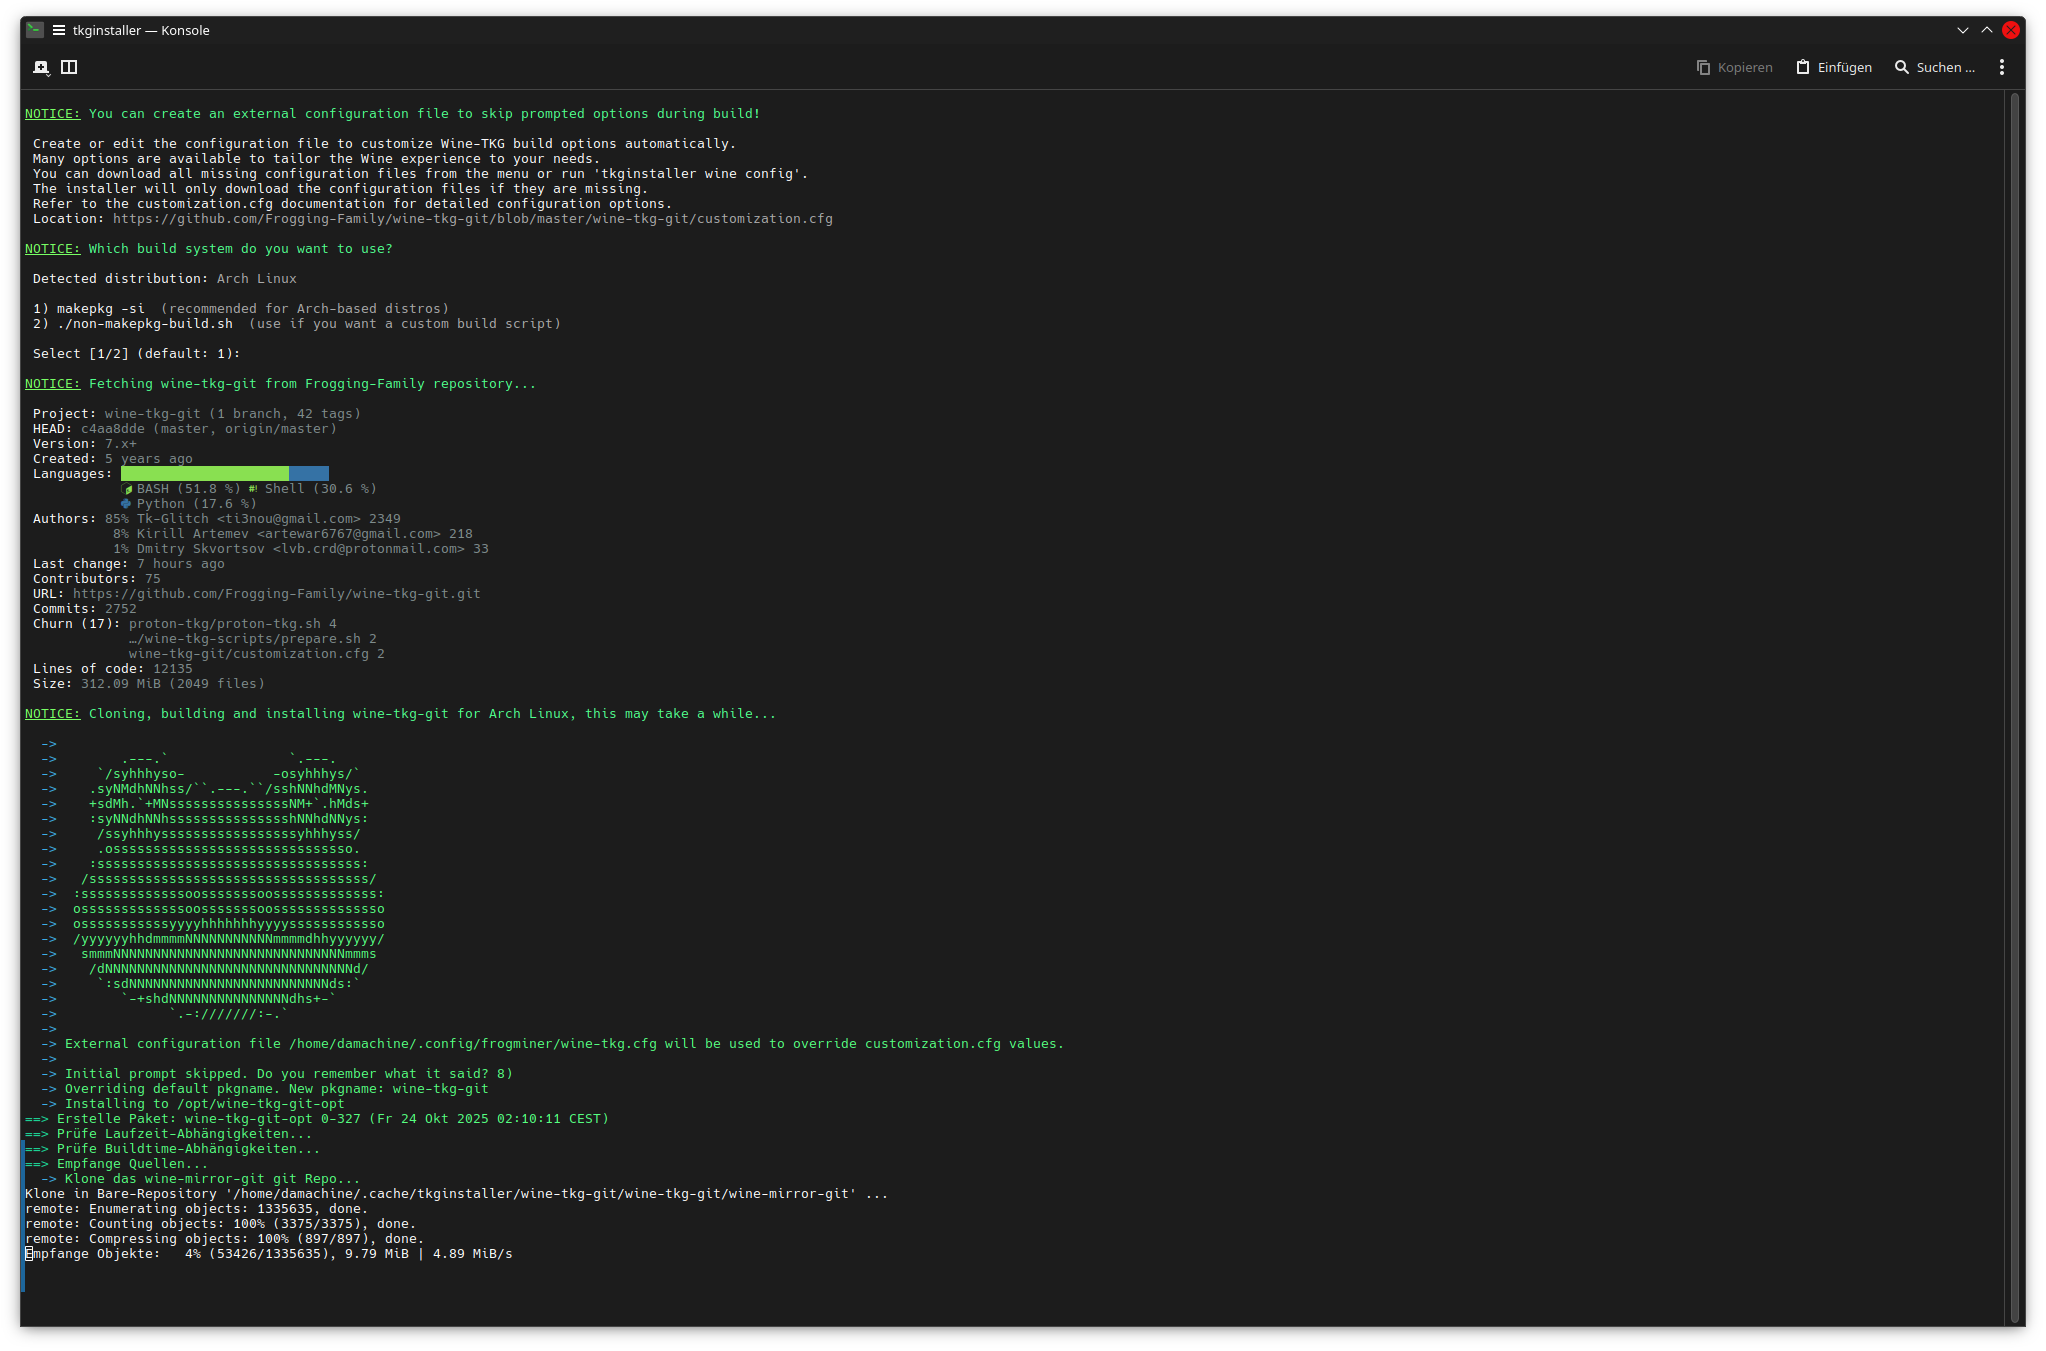 tkginstaller — Konsole
Kopieren Einfügen Suchen ...
NOTICE: You can create an external configuration file to skip prompted options during build!
Create or edit the configuration file to customize Wine-TKG build options automatically.
Many options are available to tailor the Wine experience to your needs.
You can download all missing configuration files from the menu or run 'tkginstaller wine config'.
The installer will only download the configuration files if they are missing.
Refer to the customization.cfg documentation for detailed configuration options.
Location: https://github.com/Frogging-Family/wine-tkg-git/blob/master/wine-tkg-git/customization.cfg
NOTICE: Which build system do you want to use?
Detected distribution: Arch Linux
1) makepkg -si  (recommended for Arch-based distros)
2) ./non-makepkg-build.sh  (use if you want a custom build script)
Select [1/2] (default: 1):
NOTICE: Fetching wine-tkg-git from Frogging-Family repository...
Project: wine-tkg-git (1 branch, 42 tags)
HEAD: c4aa8dde (master, origin/master)
Version: 7.x+
Created: 5 years ago
Languages:
BASH (51.8 %) #! Shell (30.6 %)
Python (17.6 %)
Authors: 85% Tk-Glitch <ti3nou@gmail.com> 2349
8% Kirill Artemev <artewar6767@gmail.com> 218
1% Dmitry Skvortsov <lvb.crd@protonmail.com> 33
Last change: 7 hours ago
Contributors: 75
URL: https://github.com/Frogging-Family/wine-tkg-git.git
Commits: 2752
Churn (17): proton-tkg/proton-tkg.sh 4
…/wine-tkg-scripts/prepare.sh 2
wine-tkg-git/customization.cfg 2
Lines of code: 12135
Size: 312.09 MiB (2049 files)
NOTICE: Cloning, building and installing wine-tkg-git for Arch Linux, this may take a while...
->
->        .---.`               `.---.
->     `/syhhhyso-           -osyhhhys/`
->    .syNMdhNNhss/``.---.``/sshNNhdMNys.
->    +sdMh.`+MNsssssssssssssssNM+`.hMds+
->    :syNNdhNNhssssssssssssssshNNhdNNys:
->     /ssyhhhysssssssssssssssssyhhhyss/
->     .ossssssssssssssssssssssssssssso.
->    :sssssssssssssssssssssssssssssssss:
->   /sssssssssssssssssssssssssssssssssss/
->  :sssssssssssssoosssssssoosssssssssssss:
->  osssssssssssssoosssssssoossssssssssssso
->  osssssssssssyyyyhhhhhhhyyyyssssssssssso
->  /yyyyyyhhdmmmmNNNNNNNNNNNmmmmdhhyyyyyy/
->   smmmNNNNNNNNNNNNNNNNNNNNNNNNNNNNNmmms
->    /dNNNNNNNNNNNNNNNNNNNNNNNNNNNNNNNd/
->     `:sdNNNNNNNNNNNNNNNNNNNNNNNNNds:`
->        `-+shdNNNNNNNNNNNNNNNdhs+-`
->              `.-:///////:-.`
->
-> External configuration file /home/damachine/.config/frogminer/wine-tkg.cfg will be used to override customization.cfg values.
->
-> Initial prompt skipped. Do you remember what it said? 8)
-> Overriding default pkgname. New pkgname: wine-tkg-git
-> Installing to /opt/wine-tkg-git-opt
==> Erstelle Paket: wine-tkg-git-opt 0-327 (Fr 24 Okt 2025 02:10:11 CEST)
==> Prüfe Laufzeit-Abhängigkeiten...
==> Prüfe Buildtime-Abhängigkeiten...
==> Empfange Quellen...
-> Klone das wine-mirror-git git Repo...
Klone in Bare-Repository '/home/damachine/.cache/tkginstaller/wine-tkg-git/wine-tkg-git/wine-mirror-git' ...
remote: Enumerating objects: 1335635, done.
remote: Counting objects: 100% (3375/3375), done.
remote: Compressing objects: 100% (897/897), done.
Empfange Objekte:   4% (53426/1335635), 9.79 MiB | 4.89 MiB/s